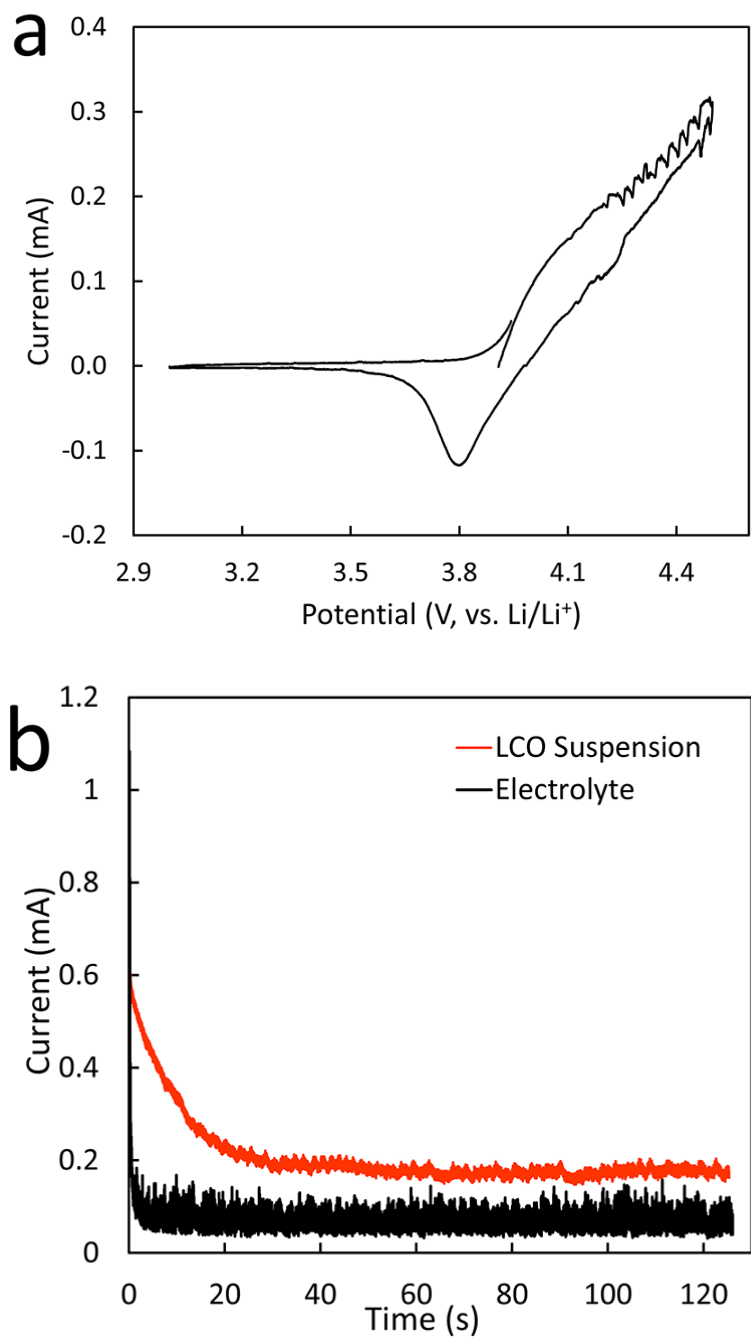 a
0.4
0.3
0.2
0.1
0.0
-0.1
-0.2
Current (mA)
2.9 3.2 3.5 3.8 4.1 4.4
Potential (V, vs. Li/Li⁺)
b
1.2
1
0.8
0.6
0.4
0.2
0
Current (mA)
LCO Suspension
Electrolyte
0 20 40 60 80 100 120
Time (s)